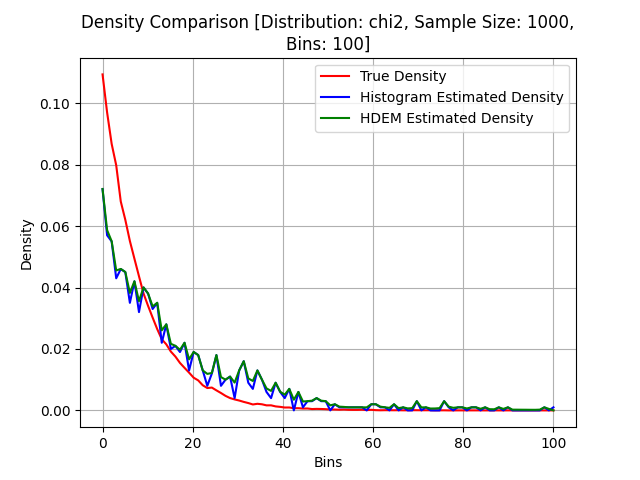 Density Comparison [Distribution: chi2, Sample Size: 1000,
Bins: 100]
True Density
Histogram Estimated Density
HDEM Estimated Density
Density
0.10
0.08
0.06
0.04
0.02
0.00
0 20 40 60 80 100
Bins